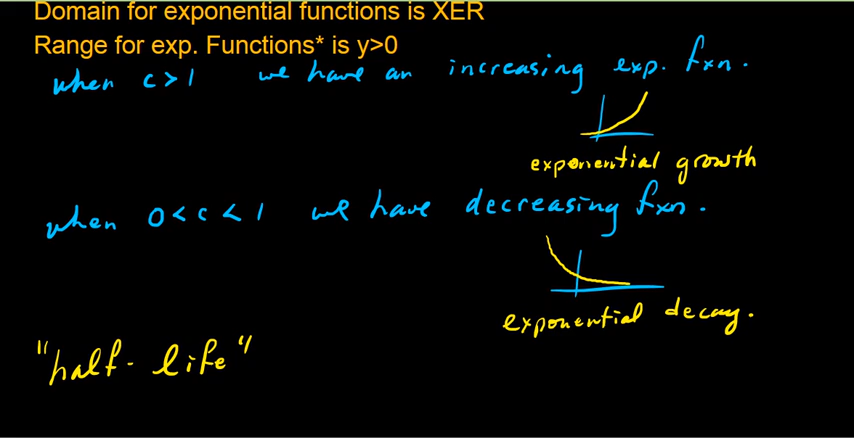 Domain for exponential functions is XER
Range for exp. Functions* is y>0
when c > 1 we have an increasing exp. fxn.
exponential growth
when 0 < c < 1 we have decreasing fxn.
exponential decay.
"half-life"